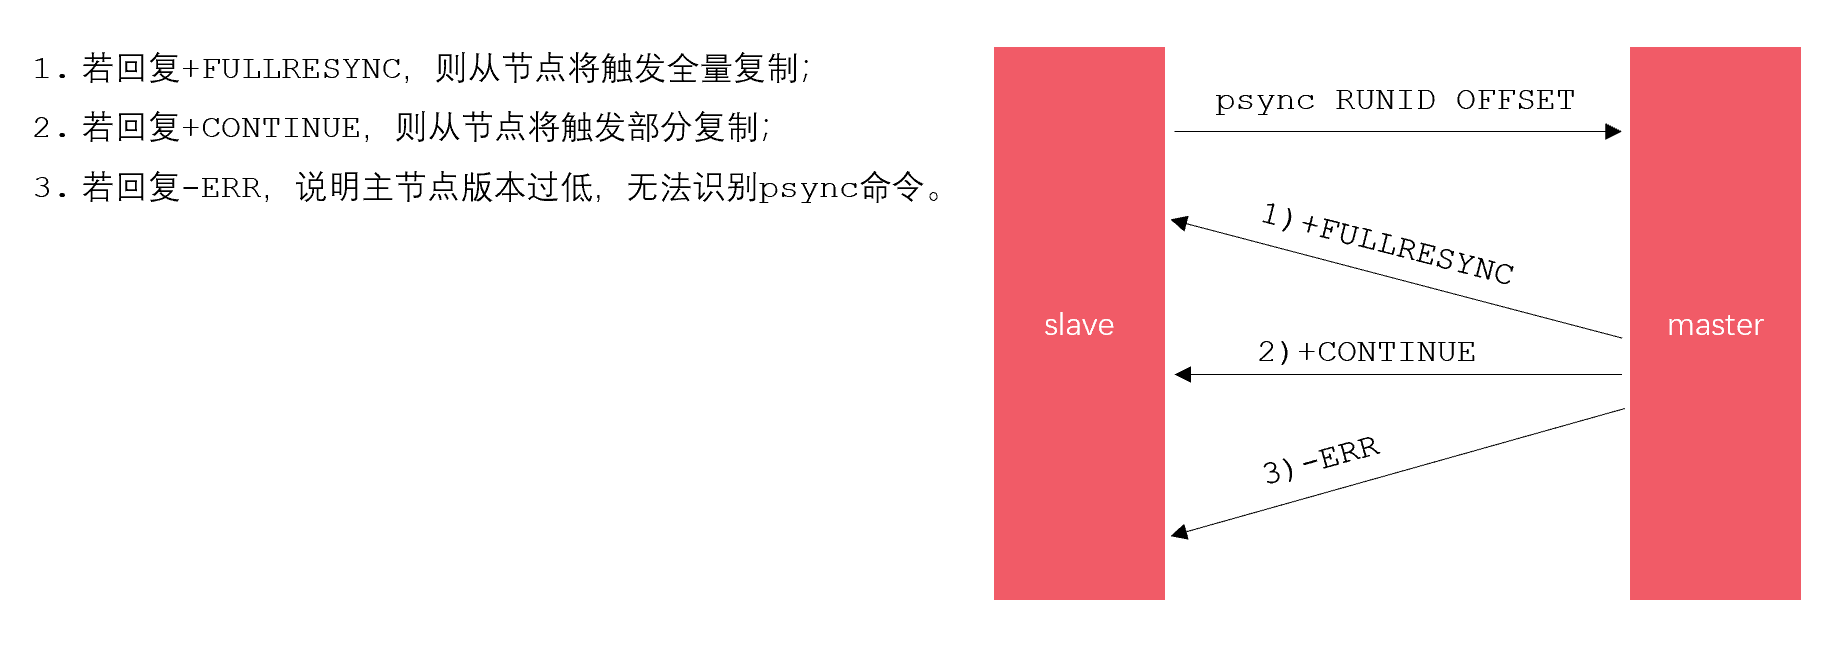 1. 若回复+FULLRESYNC，则从节点将触发全量复制；
2. 若回复+CONTINUE，则从节点将触发部分复制；
3. 若回复-ERR，说明主节点版本过低，无法识别psync命令。
psync RUNID OFFSET
1)+FULLRESYNC
slave
master
2)+CONTINUE
3)-ERR